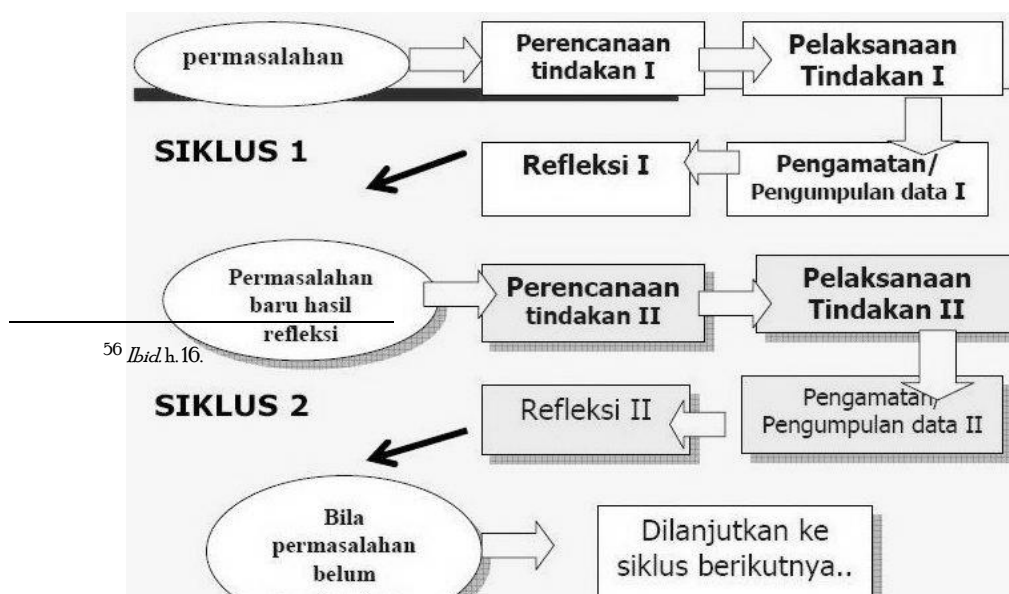 permasalahan
Perencanaan
tindakan I
Pelaksanaan
Tindakan I
SIKLUS 1
Refleksi I
Pengamatan/
Pengumpulan data I
Permasalahan
baru hasil
refleksi
Perencanaan
tindakan II
Pelaksanaan
Tindakan II
56 Ibid.h.16.
SIKLUS 2
Refleksi II
Pengamatan/
Pengumpulan data II
Bila
permasalahan
belum
Dilanjutkan ke
siklus berikutnya..